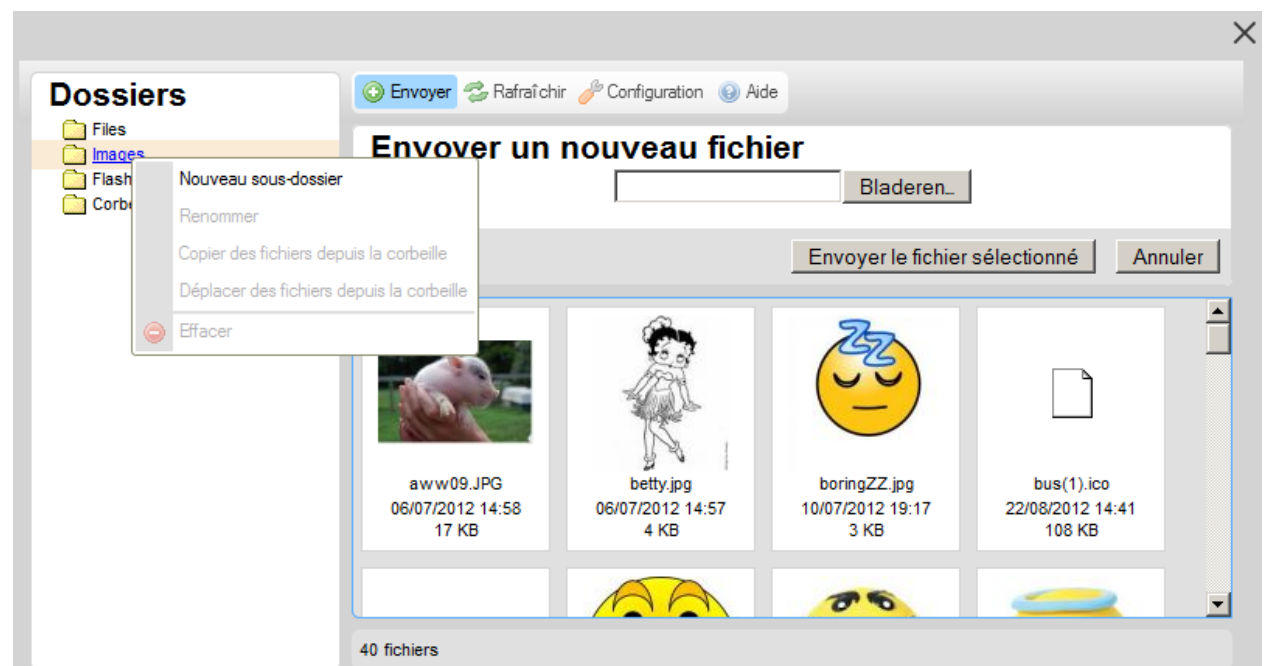 Dossiers
Files
Images
Flash
Nouveau sous-dossier
Renommer
Copier des fichiers depuis la corbeille
Déplacer des fichiers depuis la corbeille
Effacer
Envoyer Rafraîchir Configuration Aide
Envoyer un nouveau fichier
Bladeren...
Envoyer le fichier sélectionné Annuler
aww09.JPG
06/07/2012 14:58
17 KB
betty.jpg
06/07/2012 14:57
4 KB
boringZZ.jpg
10/07/2012 19:17
3 KB
bus(1).ico
22/08/2012 14:41
108 KB
40 fichiers